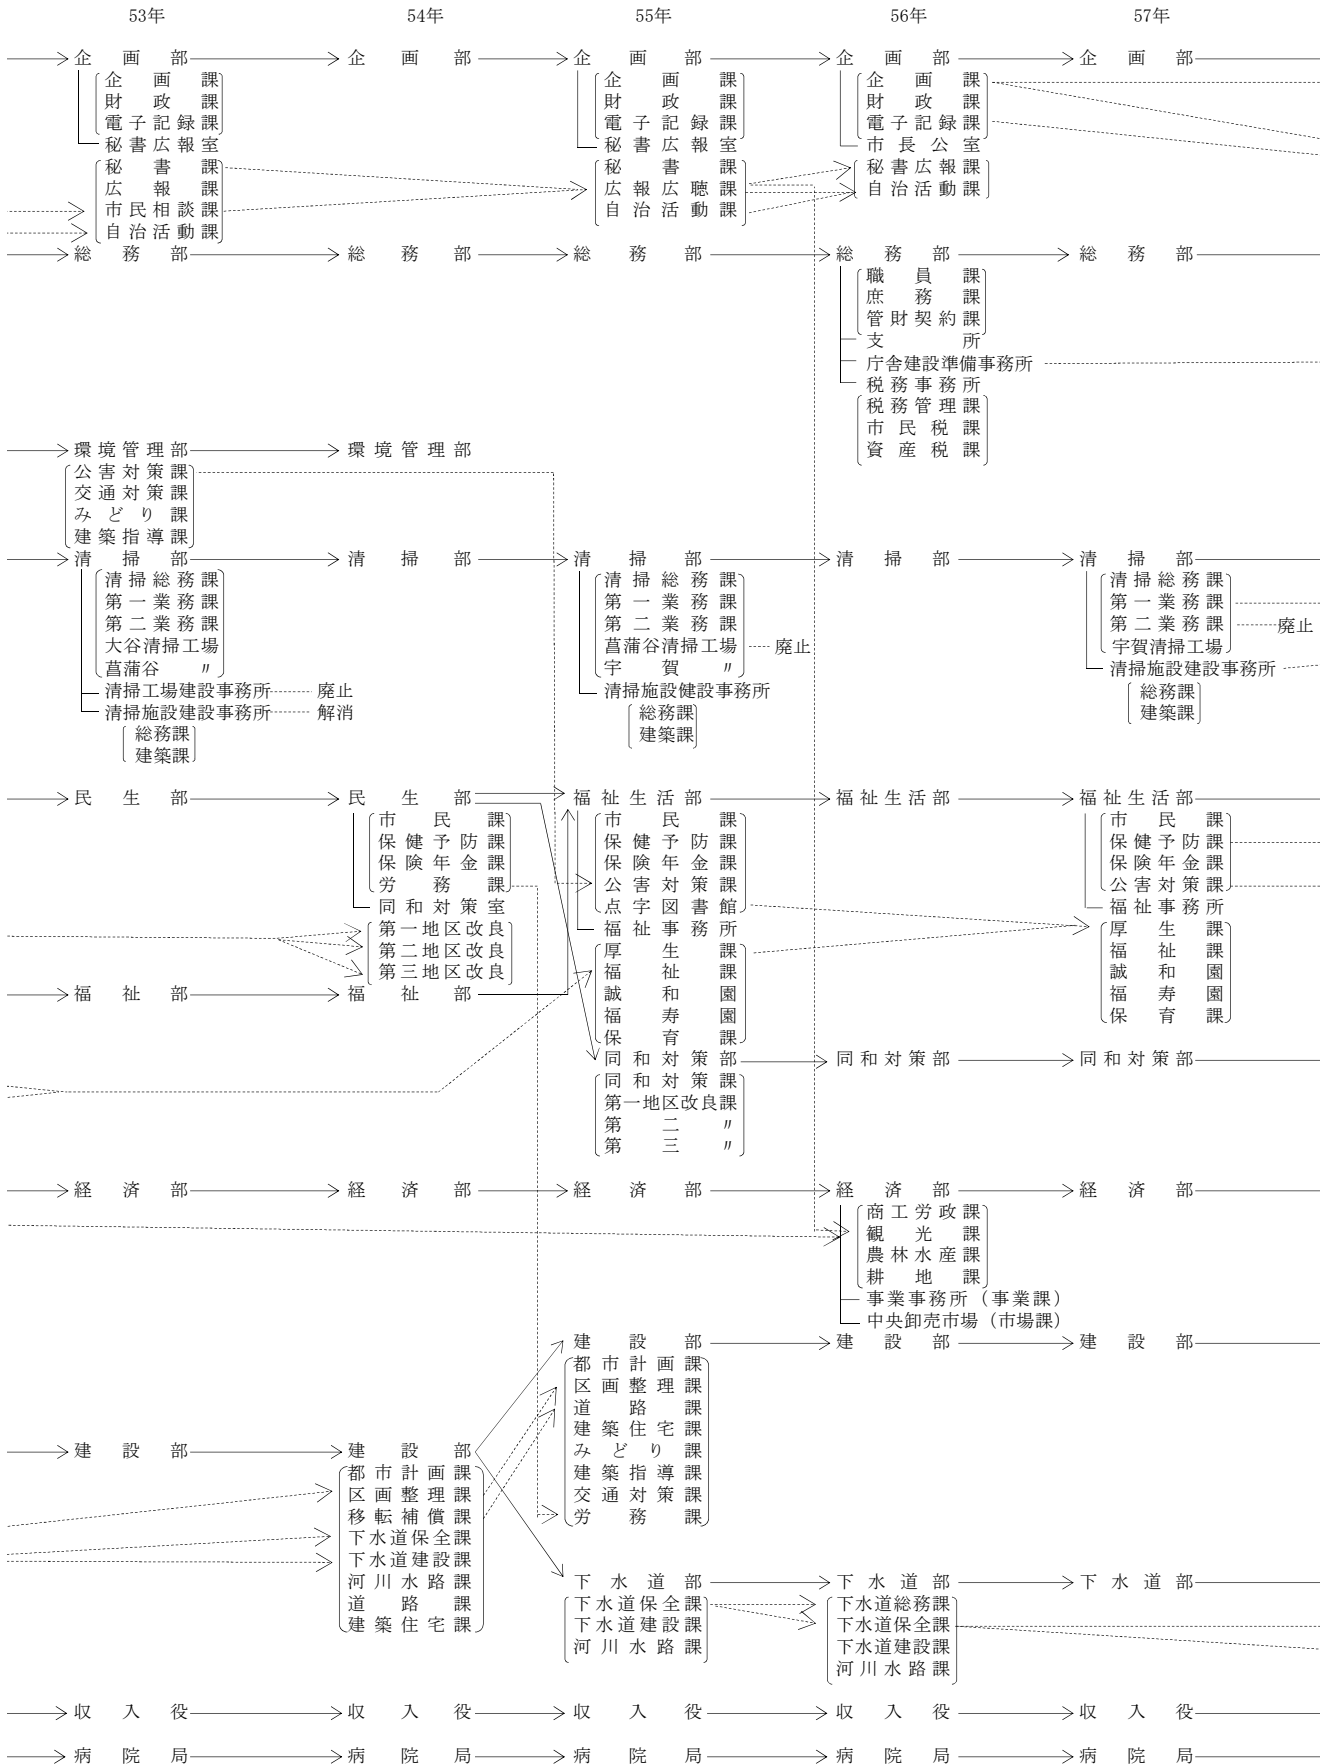 53年 54年 55年 56年 57年
企画部 企画部 企画部 企画部 企画部
企画課 企画課 企画課
財政課 財政課 財政課
電子記録課 電子記録課 電子記録課
秘書広報室 秘書広報室 市長公室
秘書課 秘書課 秘書広報課
広報課 広報広聴課 自治活動課
市民相談課 自治活動課
自治活動課
総務部 総務部 総務部 総務部 総務部
職員課
庶務課
管財契約課
支所
庁舎建設準備事務所
税務事務所
税務管理課
市民税課
資産税課
環境管理部 環境管理部
公害対策課
交通対策課
みどり課
建築指導課
清掃部 清掃部 清掃部 清掃部 清掃部
清掃総務課 清掃総務課 清掃総務課
第一業務課 第一業務課 第一業務課
第二業務課 第二業務課 第二業務課 廃止
大谷清掃工場 菖蒲谷清掃工場 廃止 宇賀清掃工場
菖蒲谷〃 宇賀〃 清掃施設建設事務所
清掃工場建設事務所 廃止 清掃施設健設事務所 総務課
清掃施設建設事務所 解消 総務課 建築課
総務課 建築課
建築課
民生部 民生部 福祉生活部 福祉生活部 福祉生活部
市民課 市民課 市民課
保健予防課 保健予防課 保健予防課
保険年金課 保険年金課 保険年金課
労務課 公害対策課 公害対策課
同和対策室 点字図書館 福祉事務所
第一地区改良 福祉事務所 厚生課
第二地区改良 厚生課 福祉課
第三地区改良 福祉課 誠和園
福祉部 福祉部 誠和園 福寿園
福寿園 保育課
保育課
同和対策部 同和対策部 同和対策部
同和対策課
第一地区改良課
第二〃
第三〃
経済部 経済部 経済部 経済部 経済部
商工労政課
観光課
農林水産課
耕地課
事業事務所（事業課）
中央卸売市場（市場課）
建設部 建設部 建設部
都市計画課
区画整理課
道路課
建築住宅課
建設部 建設部 みどり課
都市計画課 建築指導課
区画整理課 交通対策課
移転補償課 労務課
下水道保全課
下水道建設課
河川水路課 下水道部 下水道部 下水道部
道路課 下水道保全課 下水道総務課
建築住宅課 下水道建設課 下水道保全課
河川水路課 下水道建設課
河川水路課
収入役 収入役 収入役 収入役 収入役
病院局 病院局 病院局 病院局 病院局